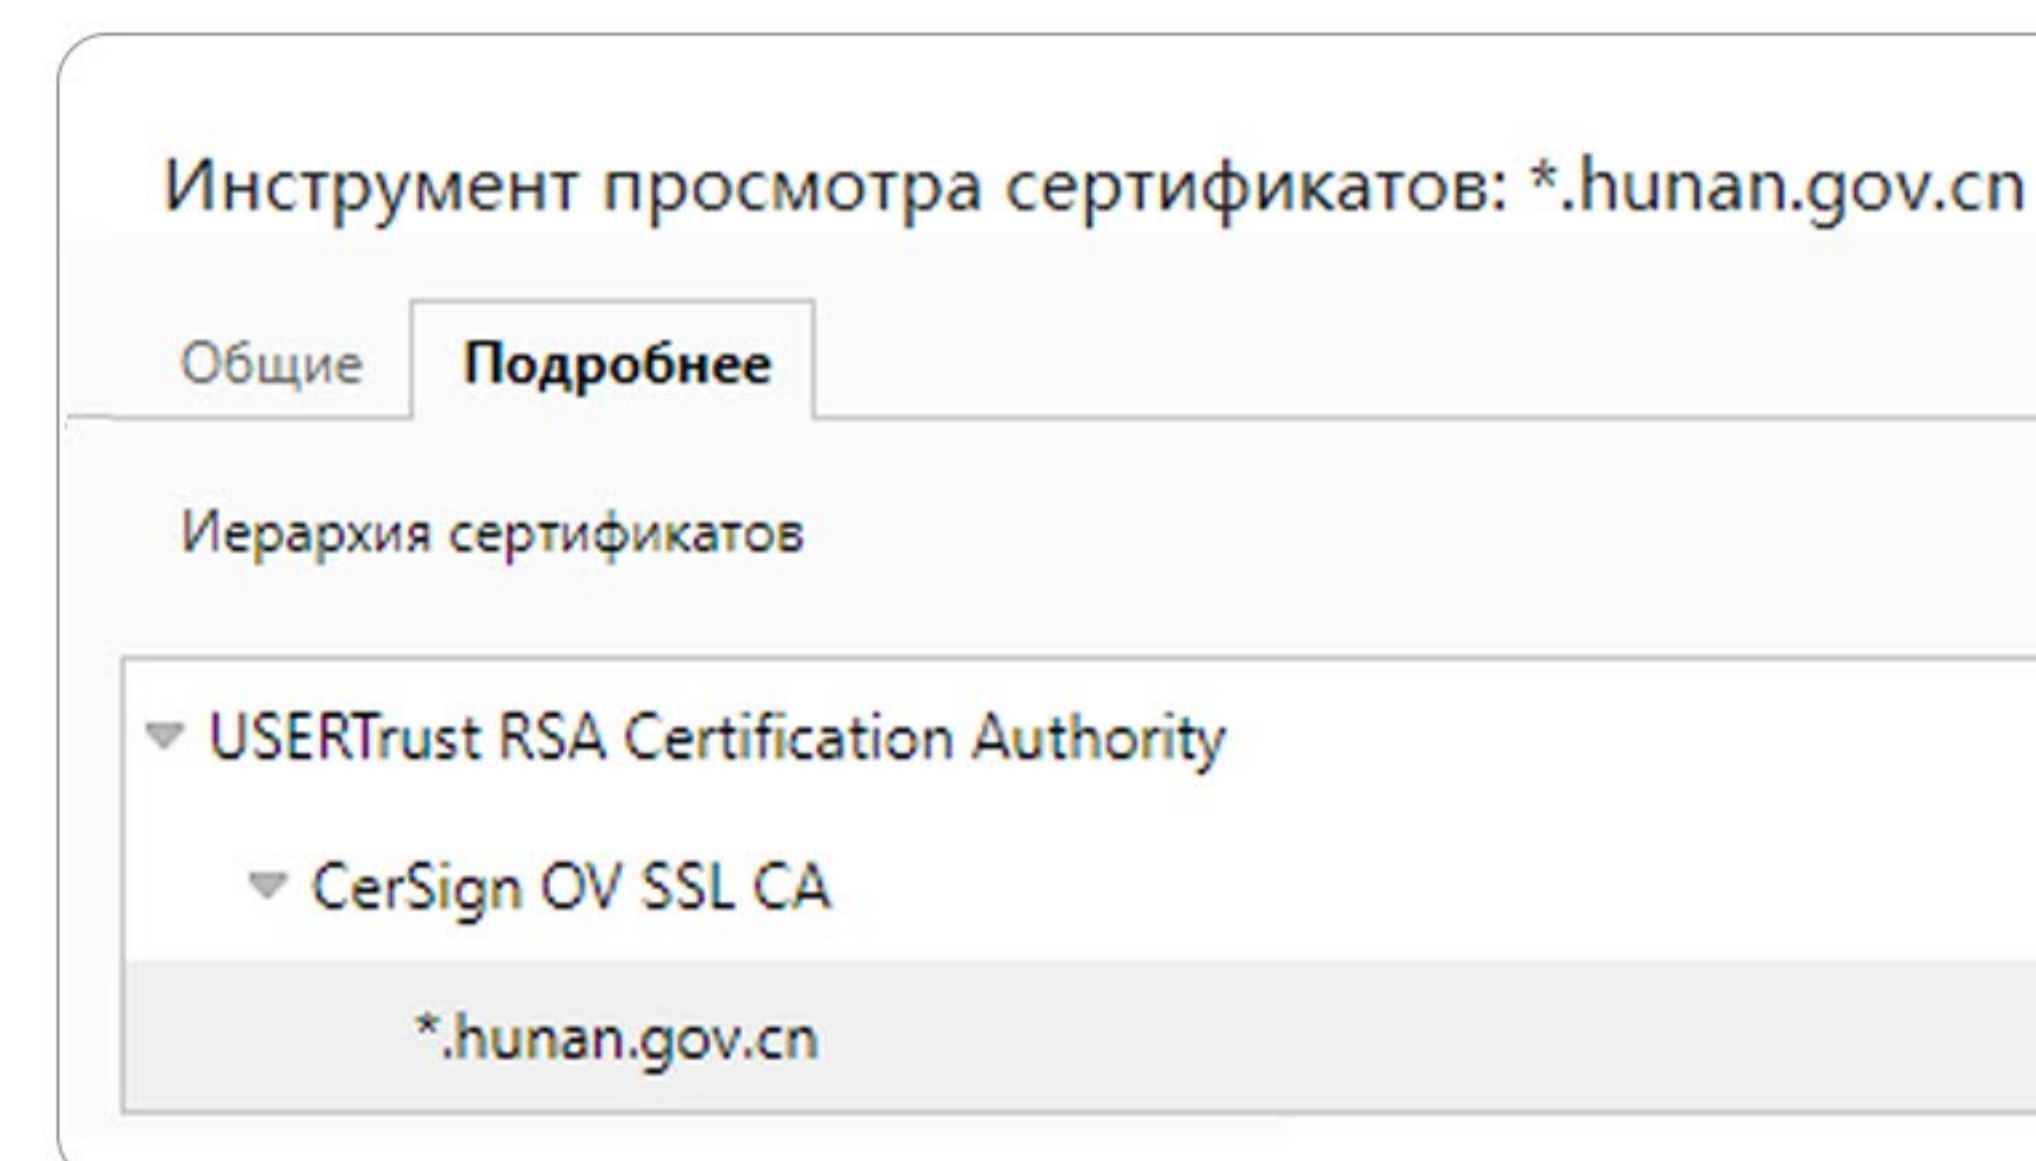 Инструмент просмотра сертификатов: *.hunan.gov.cn
Общие Подробнее
Иерархия сертификатов
USERTrust RSA Certification Authority
CerSign OV SSL CA
*.hunan.gov.cn